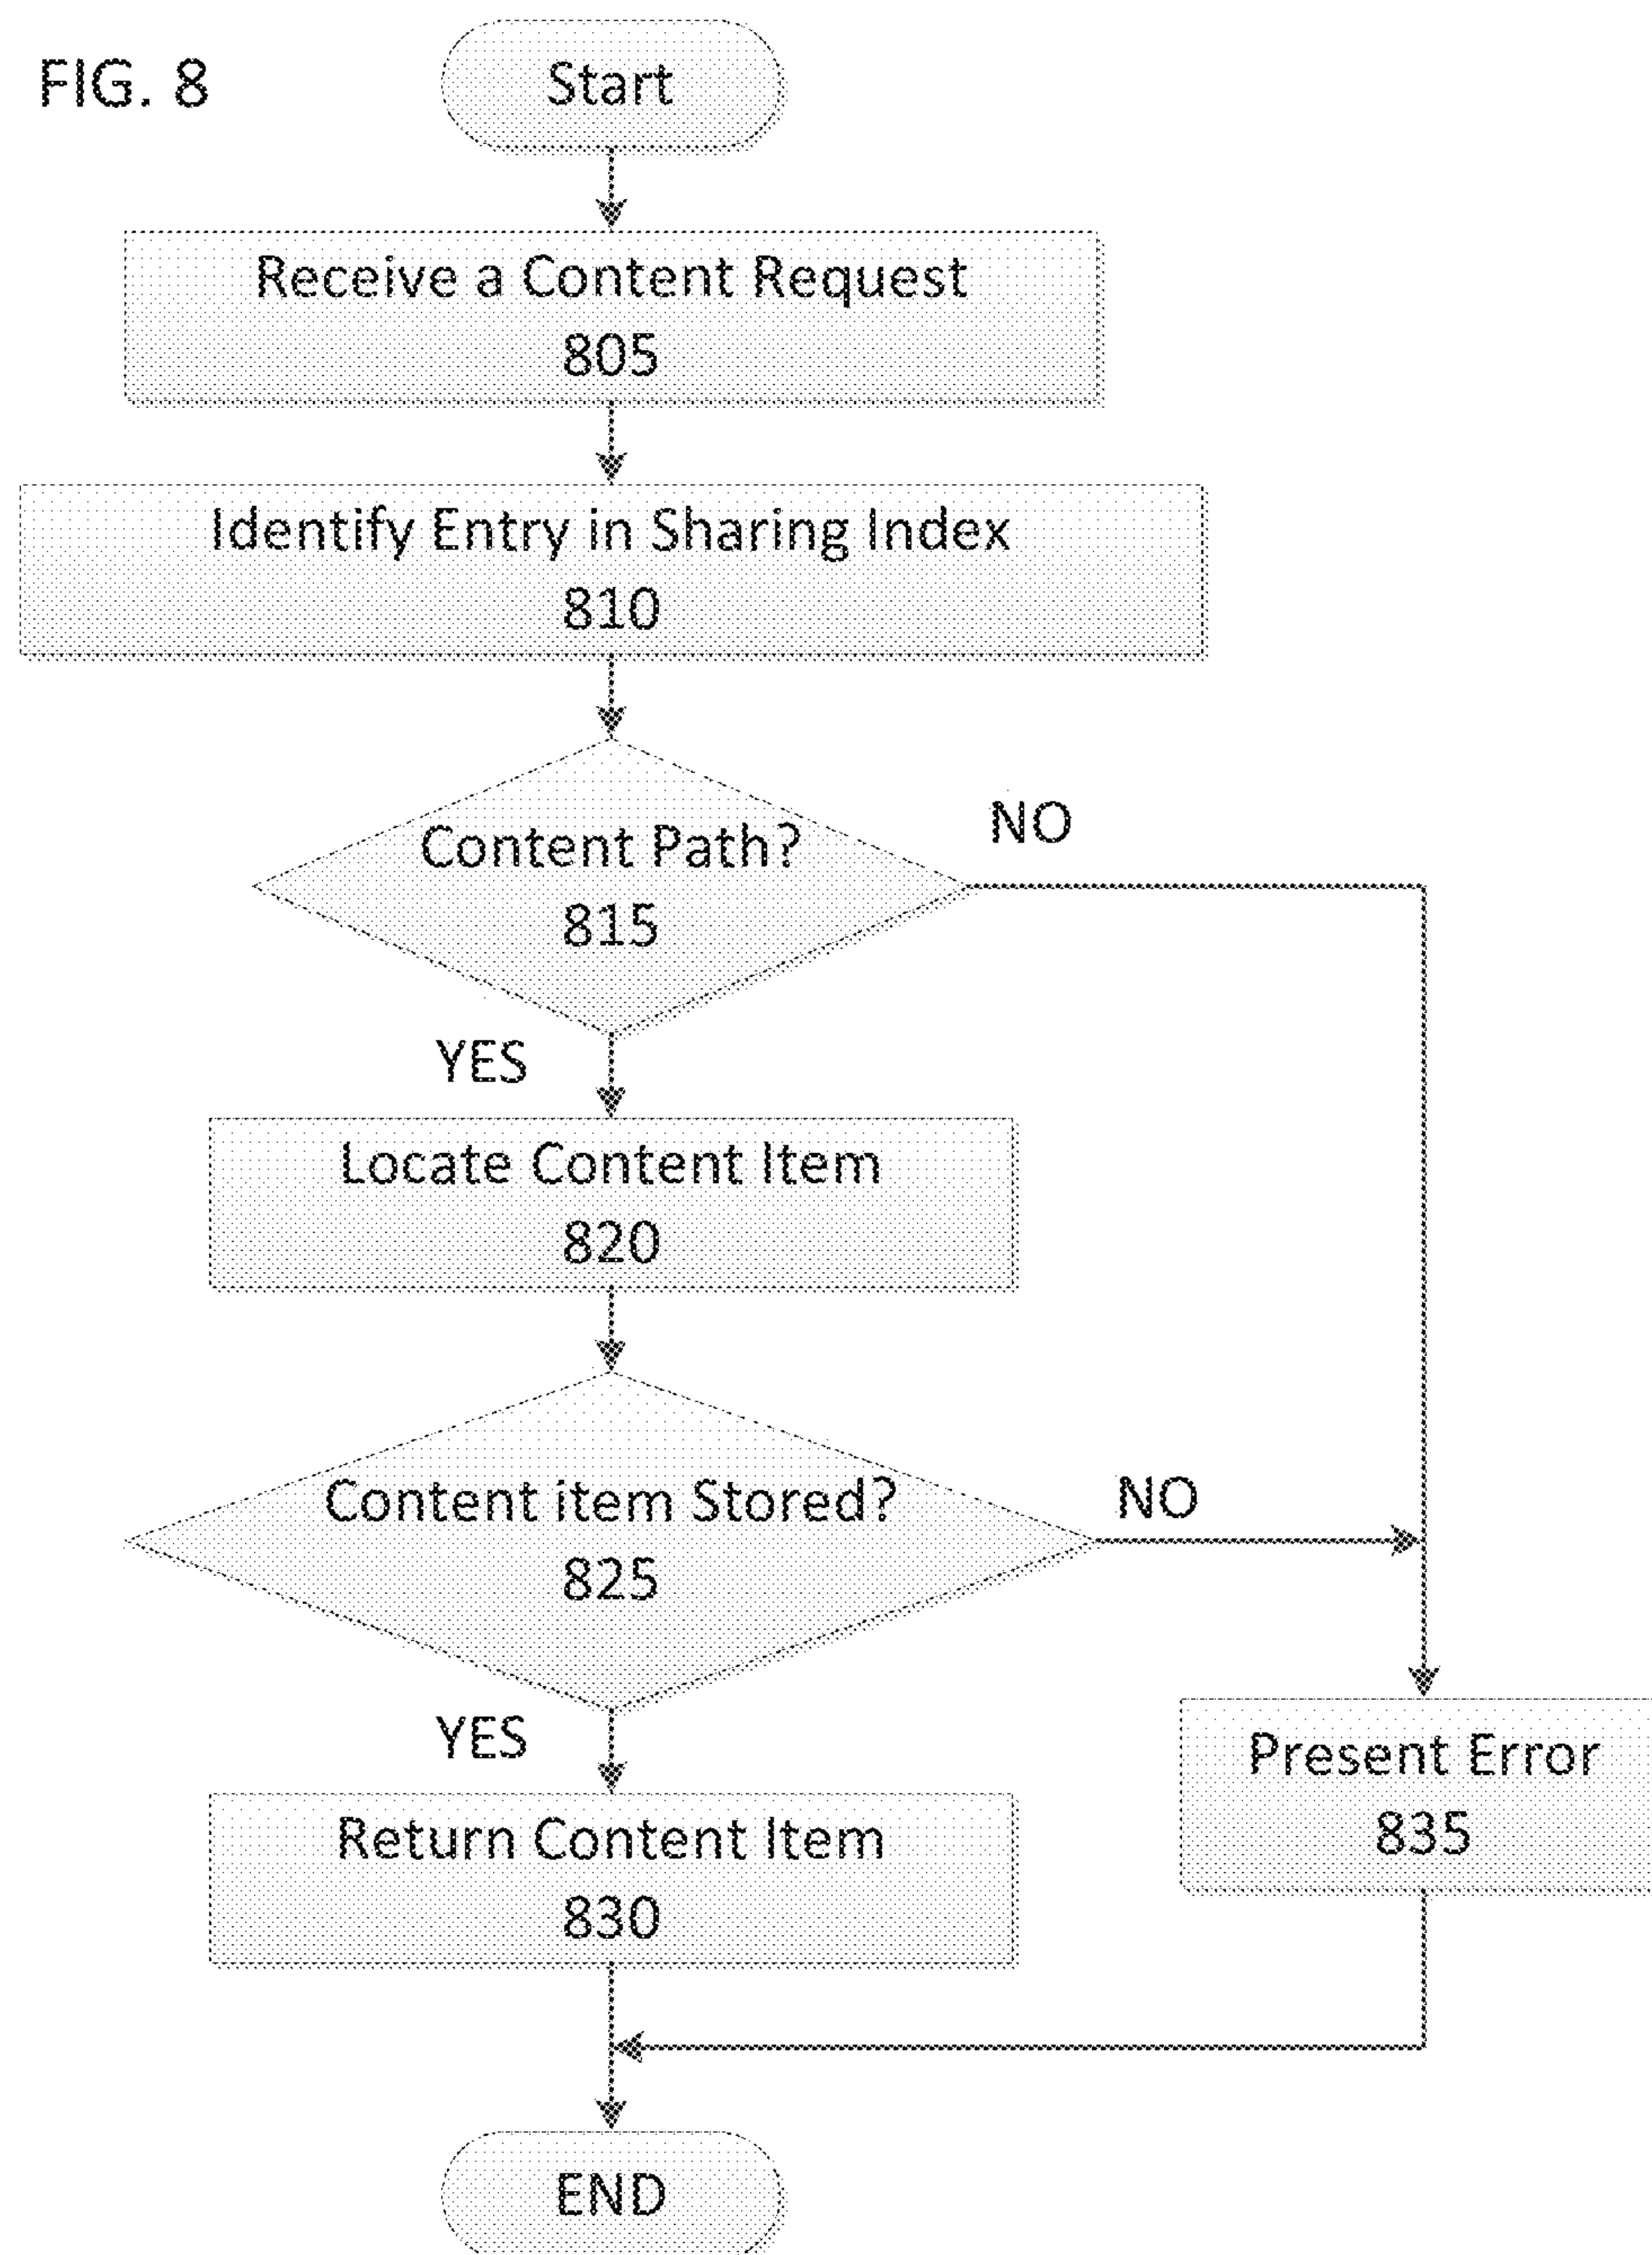 FIG. 8
Start
Receive a Content Request
805
Identify Entry in Sharing Index
810
Content Path?
815
NO
YES
Locate Content Item
820
Content item Stored?
825
NO
YES
Return Content Item
830
Present Error
835
END